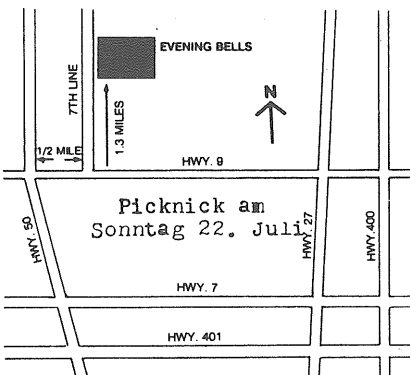 EVENING BELLS
7TH LINE
1.3 MILES
N
1/2 MILE
HWY. 9
Picknick am
Sonntag 22. Juli
HWY. 50
HWY. 27
HWY.400
HWY. 7
HWY. 401